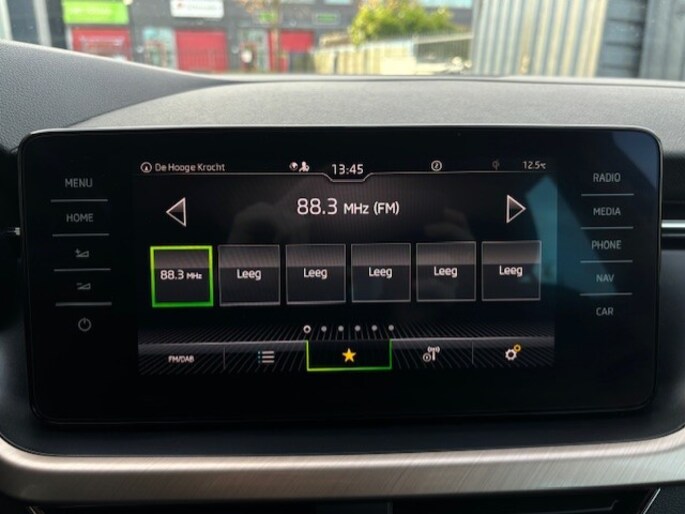 De Hooge Krocht
13:45
12.5°C
MENU
HOME
88.3 MHz (FM)
88.3 MHz
Leeg
Leeg
Leeg
Leeg
Leeg
FM/DAB
RADIO
MEDIA
PHONE
NAV
CAR